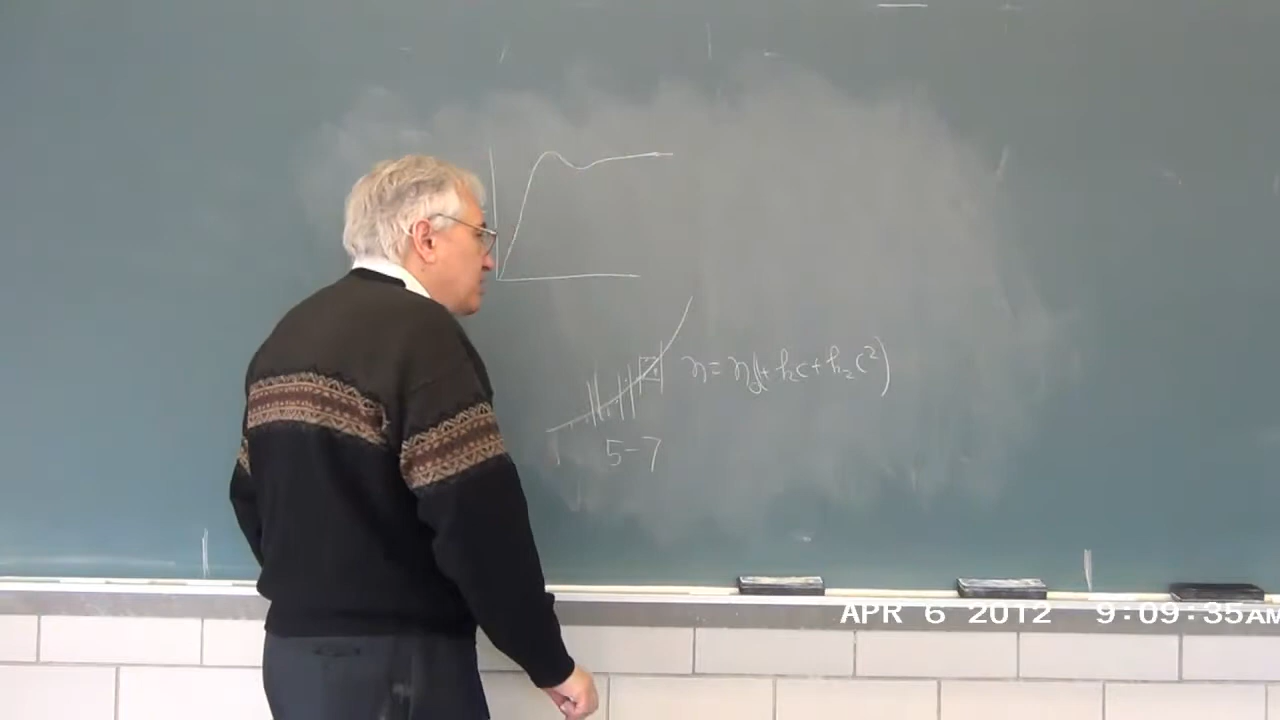 η = η₀(1 + k₁c + k₂c²)
5-7
APR 6 2012 9:09:35AM